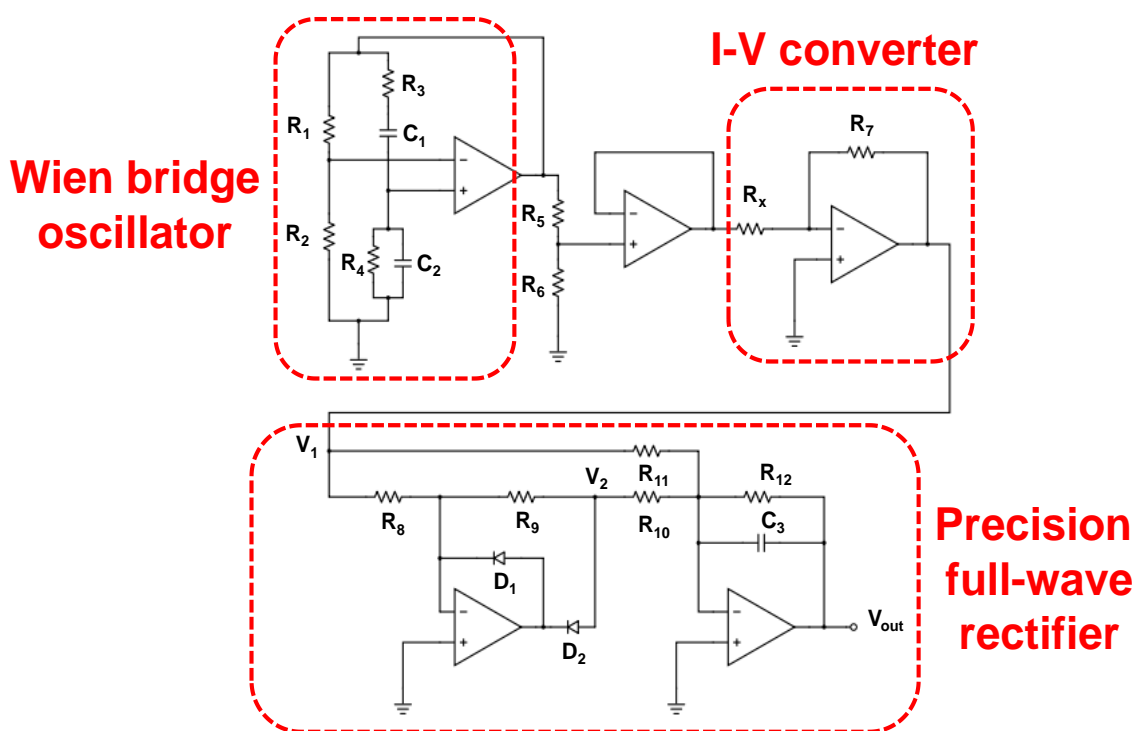 I-V converter
Wien bridge
oscillator
R1
R2
R3
C1
R4
C2
−
+
R5
R6
−
+
Rx
R7
−
+
V1
R8
R9
V2
R11
R10
R12
C3
D1
D2
−
+
−
+
Vout
Precision
full-wave
rectifier